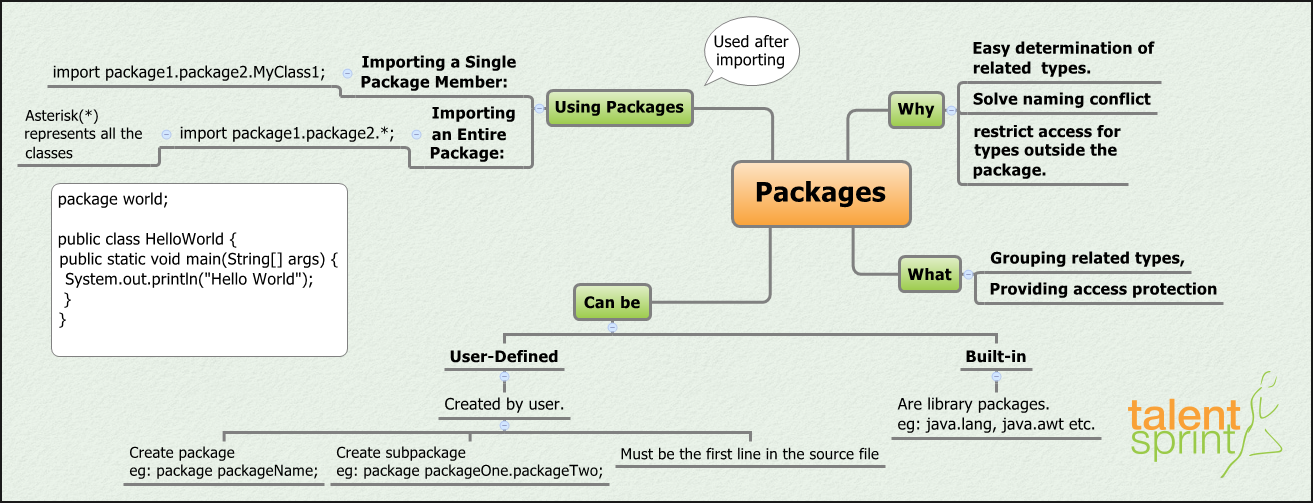 Used after
importing
Importing a Single
Package Member:
import package1.package2.MyClass1;
Using Packages
Importing
an Entire
Package:
import package1.package2.*;
Asterisk(*)
represents all the
classes
package world;
public class HelloWorld {
public static void main(String[] args) {
System.out.println("Hello World");
}
}
Packages
Why
Easy determination of
related types.
Solve naming conflict
restrict access for
types outside the
package.
What
Grouping related types,
Providing access protection
Can be
User-Defined
Created by user.
Create package
eg: package packageName;
Create subpackage
eg: package packageOne.packageTwo;
Must be the first line in the source file
Built-in
Are library packages.
eg: java.lang, java.awt etc.
talent
sprint